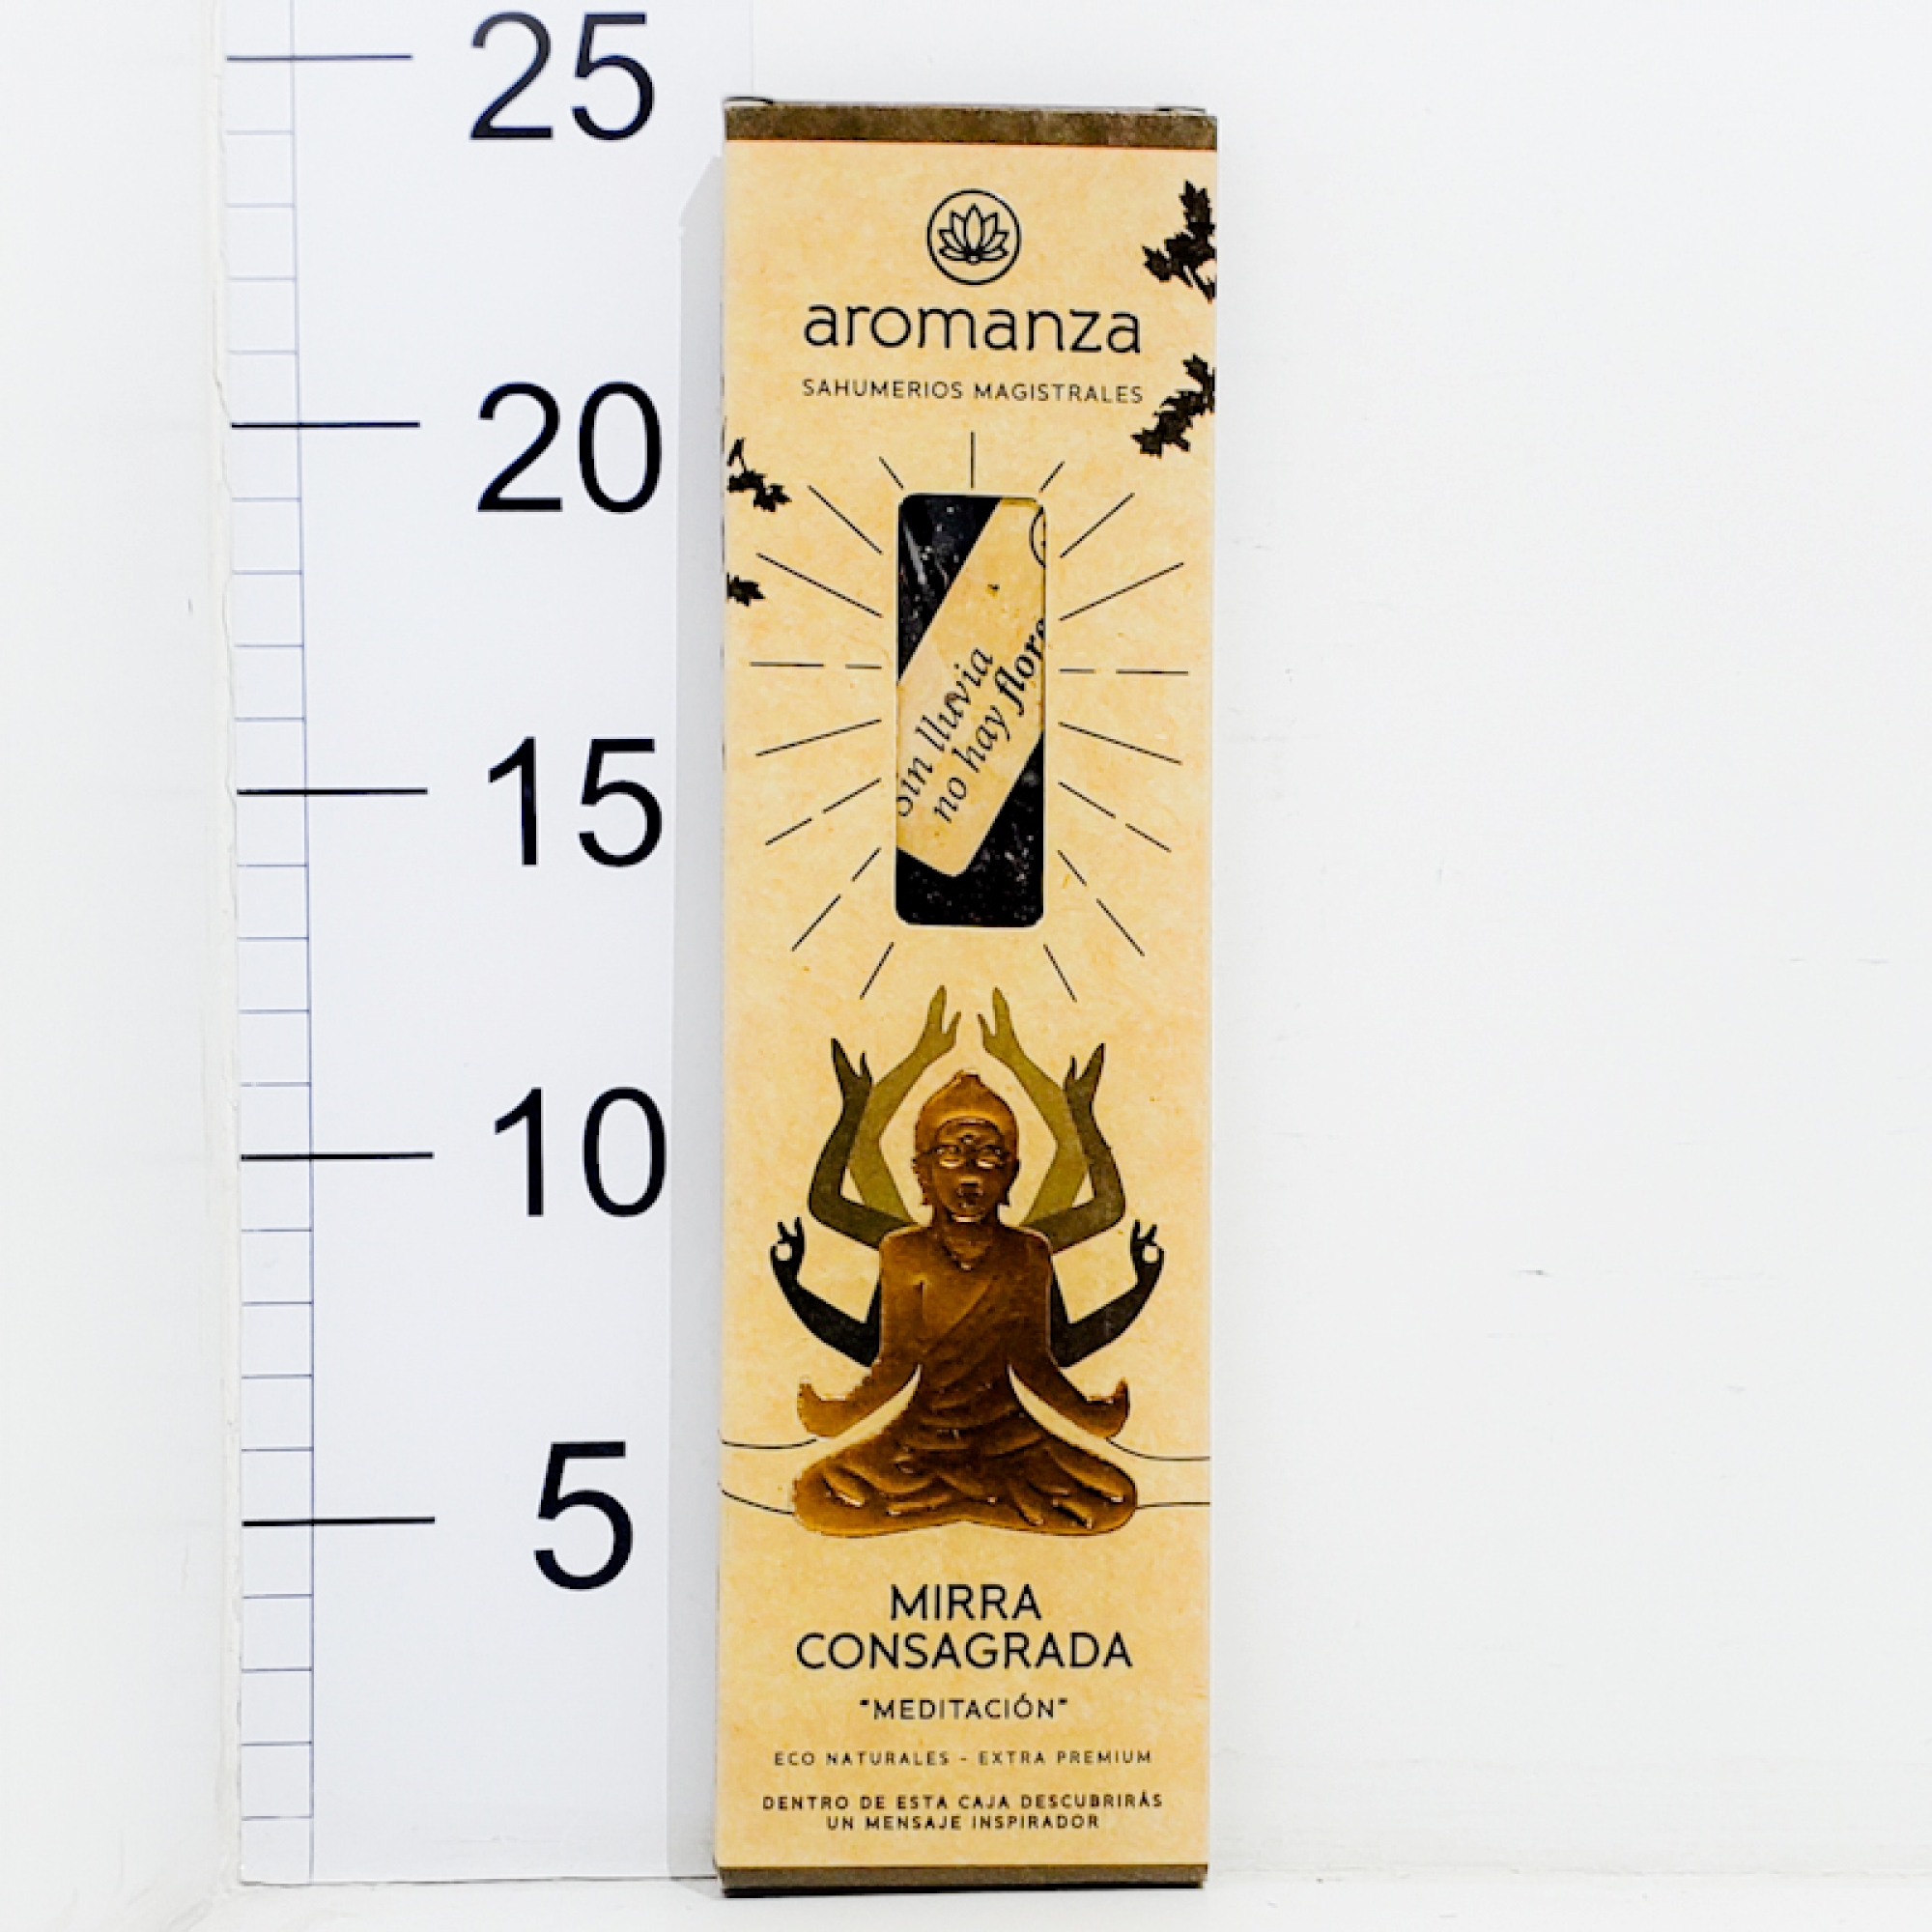 25
20
15
10
5
aromanza
SAHUMERIOS MAGISTRALES
Sin lluvia
no hay flore
MIRRA
CONSAGRADA
"MEDITACIÓN"
ECO NATURALES - EXTRA PREMIUM
DENTRO DE ESTA CAJA DESCUBRIRÁS
UN MENSAJE INSPIRADOR